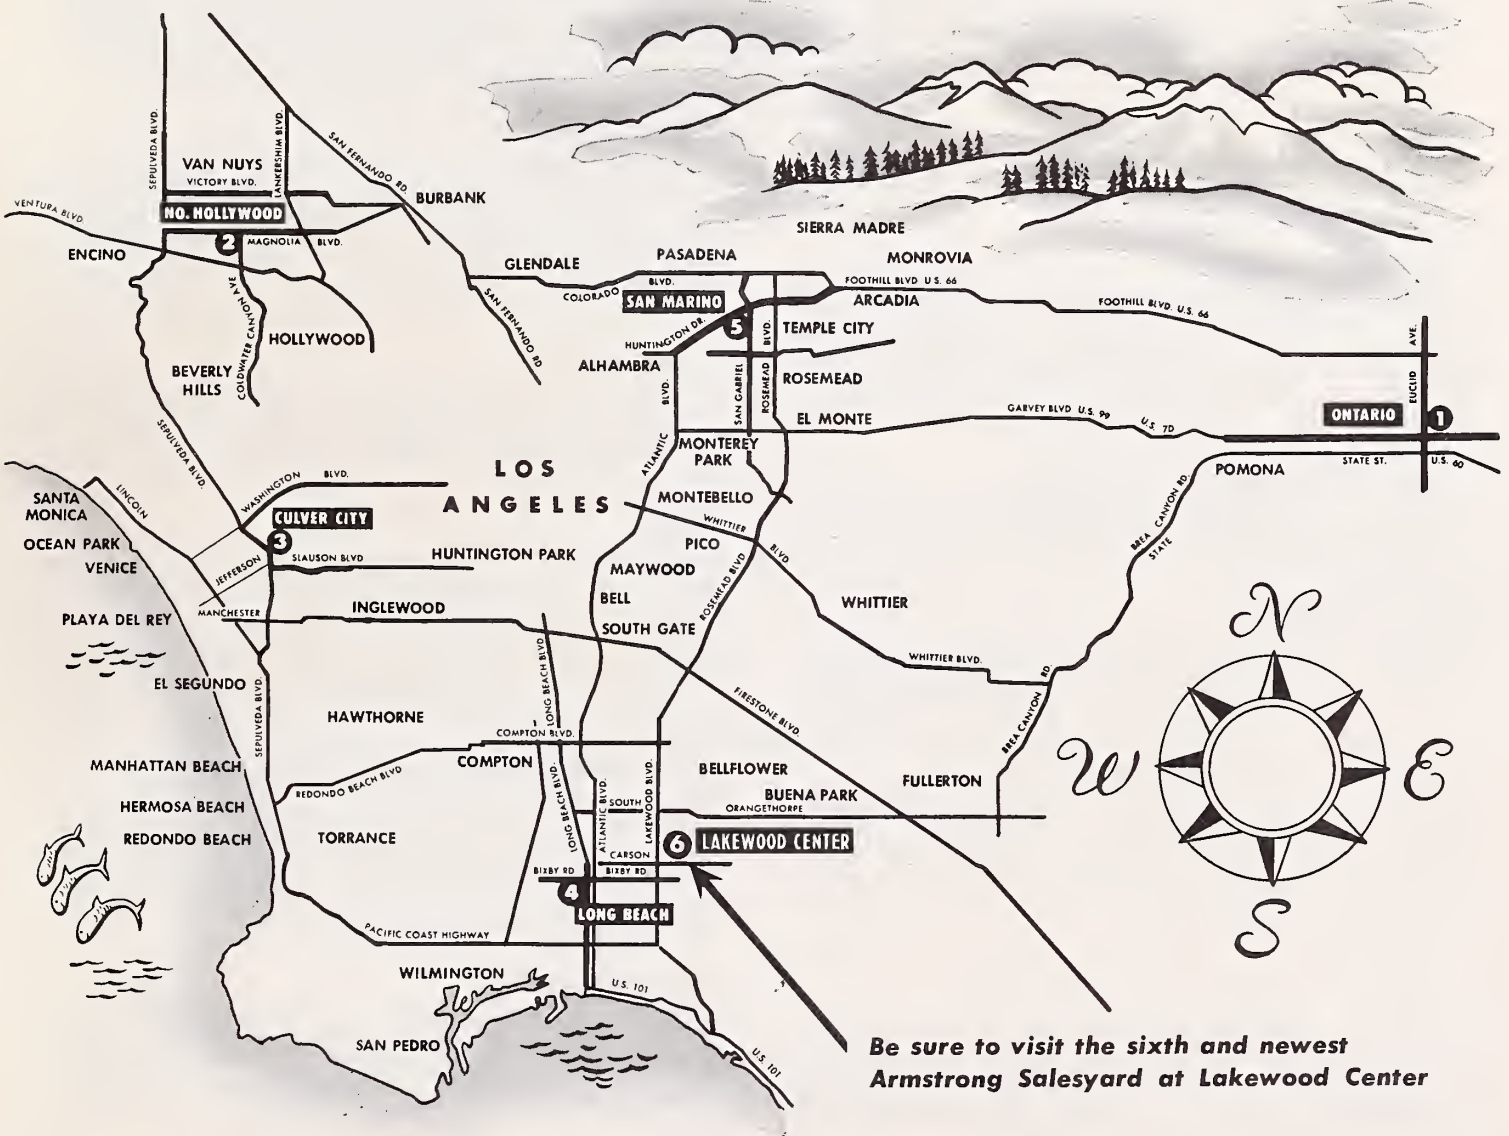 SEPULVEDA BLVD.
LANKERSHIM BLVD.
SAN FERNANDO RD.
VAN NUYS
VICTORY BLVD.
BURBANK
VENTURA BLVD.
NO. HOLLYWOOD
2
MAGNOLIA BLVD.
ENCINO
SIERRA MADRE
GLENDALE
PASADENA
MONROVIA
COLORADO BLVD.
FOOTHILL BLVD U.S. 66
SAN MARINO
ARCADIA
FOOTHILL BLVD. U.S. 66
SAN FERNANDO RD
COLDWATER CANYON AVE
HOLLYWOOD
HUNTINGTON DR.
5
TEMPLE CITY
BEVERLY
HILLS
ALHAMBRA
ATLANTIC BLVD.
SAN GABRIEL
ROSEMEAD BLVD.
ROSEMEAD
EUCLID AVE.
EL MONTE
GARVEY BLVD U.S. 99
U.S. 70
ONTARIO
1
SEPULVEDA BLVD.
MONTEREY
PARK
POMONA
STATE ST.
U.S. 60
LOS
ANGELES
WASHINGTON BLVD.
LINCOLN
SANTA
MONICA
MONTEBELLO
WHITTIER BLVD
CULVER CITY
3
OCEAN PARK
PICO
BREA CANYON RD.
STATE
VENICE
JEFFERSON
SLAUSON BLVD
HUNTINGTON PARK
MAYWOOD
ROSEMEAD BLVD
BELL
WHITTIER
PLAYA DEL REY
MANCHESTER
INGLEWOOD
SOUTH GATE
N
LONG BEACH BLVD
WHITTIER BLVD.
EL SEGUNDO
SEPULVEDA BLVD.
HAWTHORNE
FIRESTONE BLVD.
BREA CANYON RD.
COMPTON BLVD.
COMPTON
MANHATTAN BEACH
REDONDO BEACH BLVD
LONG BEACH BLVD.
ATLANTIC BLVD.
LAKEWOOD BLVD.
BELLFLOWER
FULLERTON
W
E
BUENA PARK
HERMOSA BEACH
SOUTH
ORANGETHORPE
REDONDO BEACH
TORRANCE
6
LAKEWOOD CENTER
CARSON
BIXBY RD
BIXBY RD
4
LONG BEACH
S
PACIFIC COAST HIGHWAY
WILMINGTON
U.S. 101
SAN PEDRO
U.S. 101
Be sure to visit the sixth and newest
Armstrong Salesyard at Lakewood Center